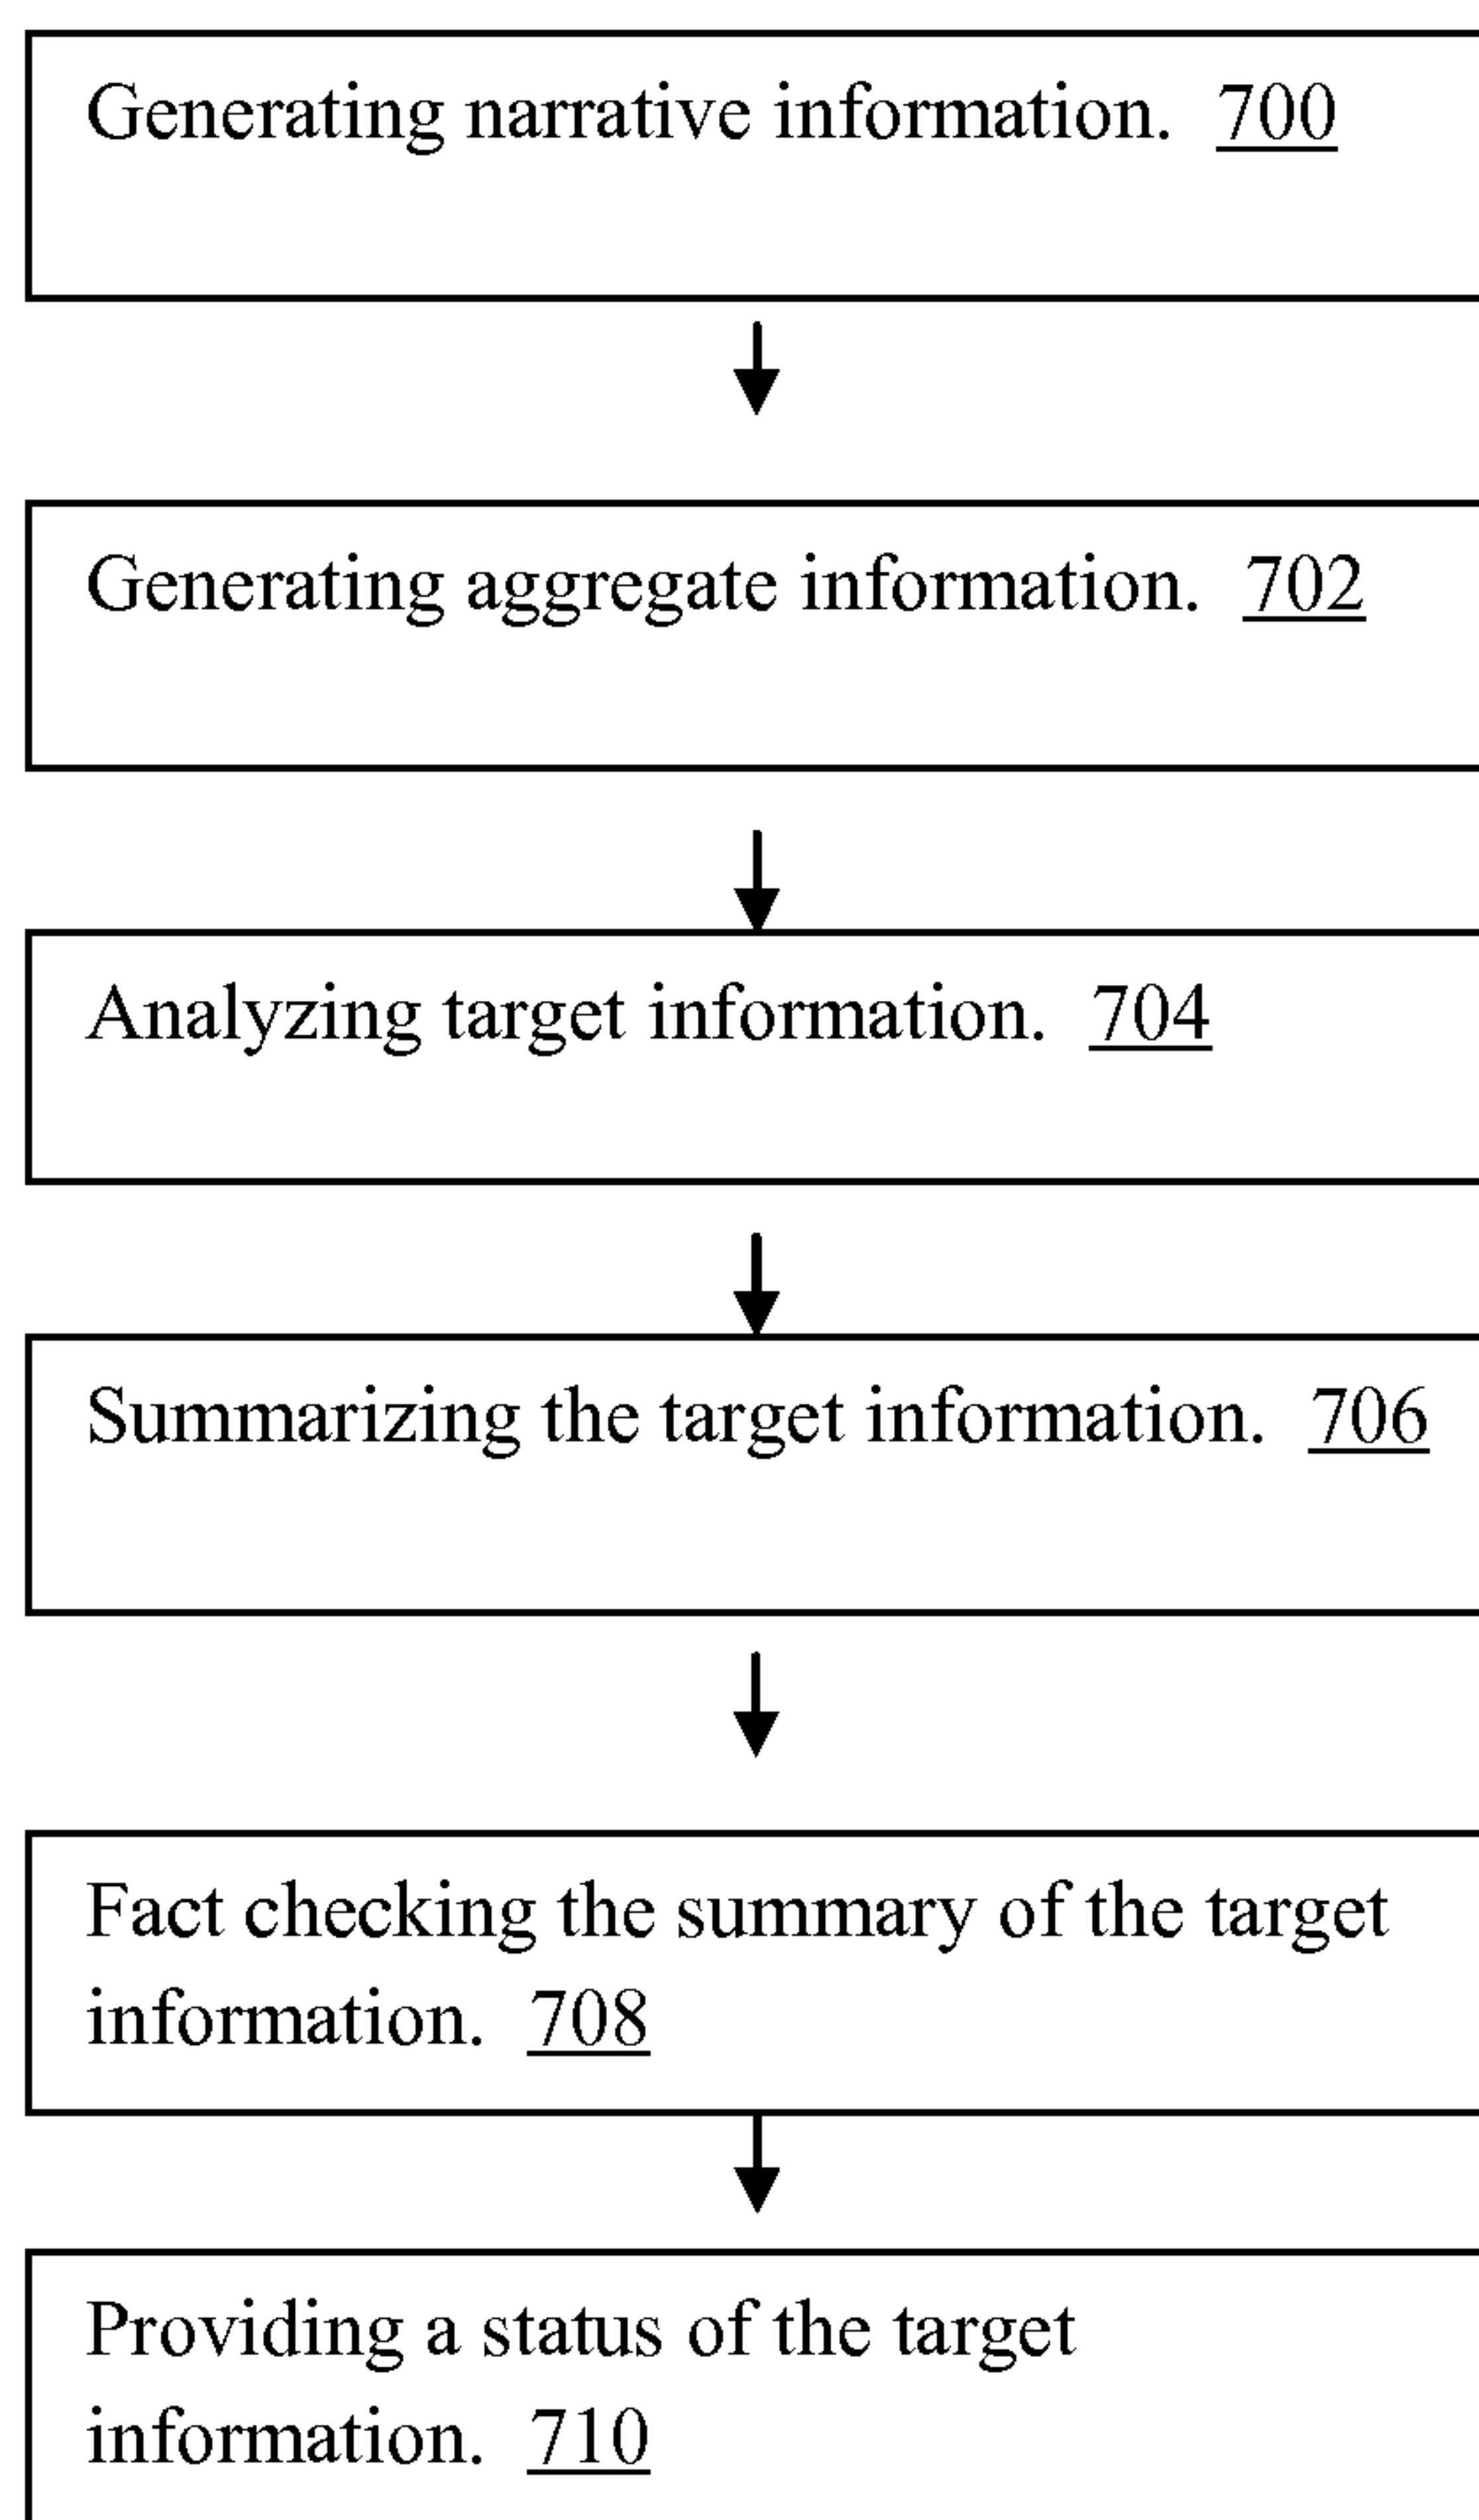 Generating narrative information. 700
Generating aggregate information. 702
Analyzing target information. 704
Summarizing the target information. 706
Fact checking the summary of the target
information. 708
Providing a status of the target
information. 710